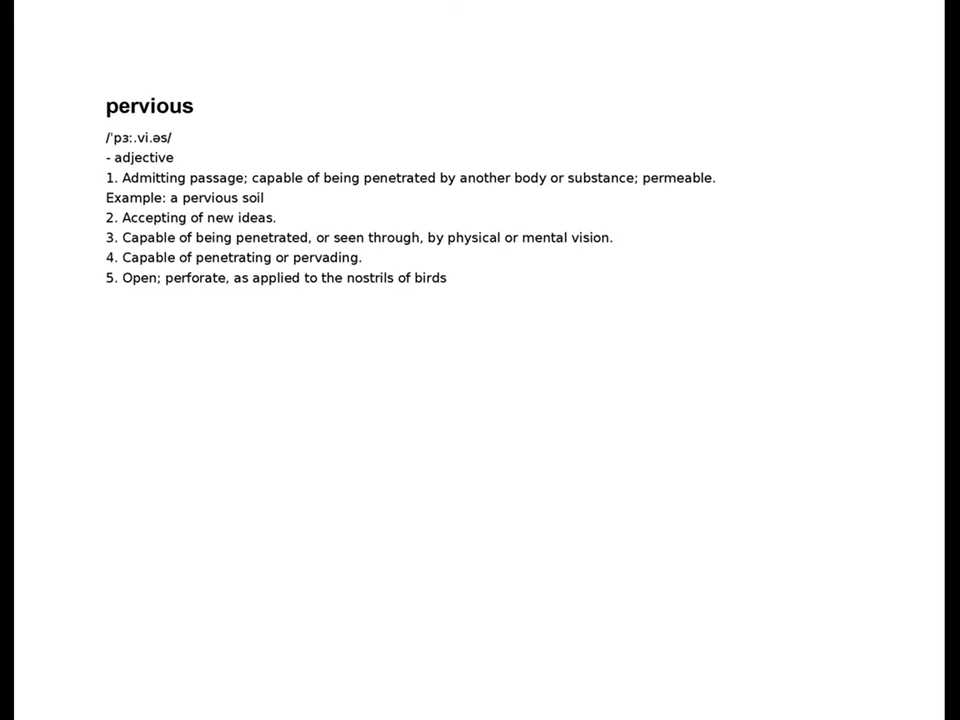 pervious
/ˈpɜː.vi.əs/
- adjective
1. Admitting passage; capable of being penetrated by another body or substance; permeable.
Example: a pervious soil
2. Accepting of new ideas.
3. Capable of being penetrated, or seen through, by physical or mental vision.
4. Capable of penetrating or pervading.
5. Open; perforate, as applied to the nostrils of birds